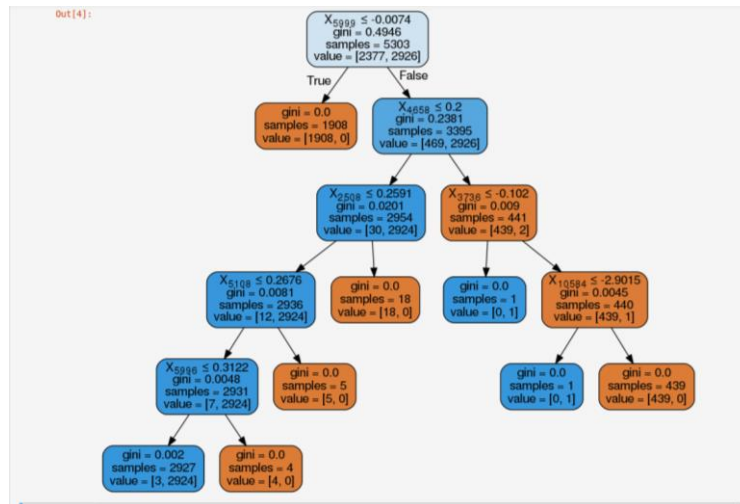 Out[4]:
X5999 ≤ -0.0074
gini = 0.4946
samples = 5303
value = [2377, 2926]
True
False
gini = 0.0
samples = 1908
value = [1908, 0]
X4658 ≤ 0.2
gini = 0.2381
samples = 3395
value = [469, 2926]
X2508 ≤ 0.2591
gini = 0.0201
samples = 2954
value = [30, 2924]
X3736 ≤ -0.102
gini = 0.009
samples = 441
value = [439, 2]
X5108 ≤ 0.2676
gini = 0.0081
samples = 2936
value = [12, 2924]
gini = 0.0
samples = 18
value = [18, 0]
gini = 0.0
samples = 1
value = [0, 1]
X10584 ≤ -2.9015
gini = 0.0045
samples = 440
value = [439, 1]
X5996 ≤ 0.3122
gini = 0.0048
samples = 2931
value = [7, 2924]
gini = 0.0
samples = 5
value = [5, 0]
gini = 0.0
samples = 1
value = [0, 1]
gini = 0.0
samples = 439
value = [439, 0]
gini = 0.002
samples = 2927
value = [3, 2924]
gini = 0.0
samples = 4
value = [4, 0]